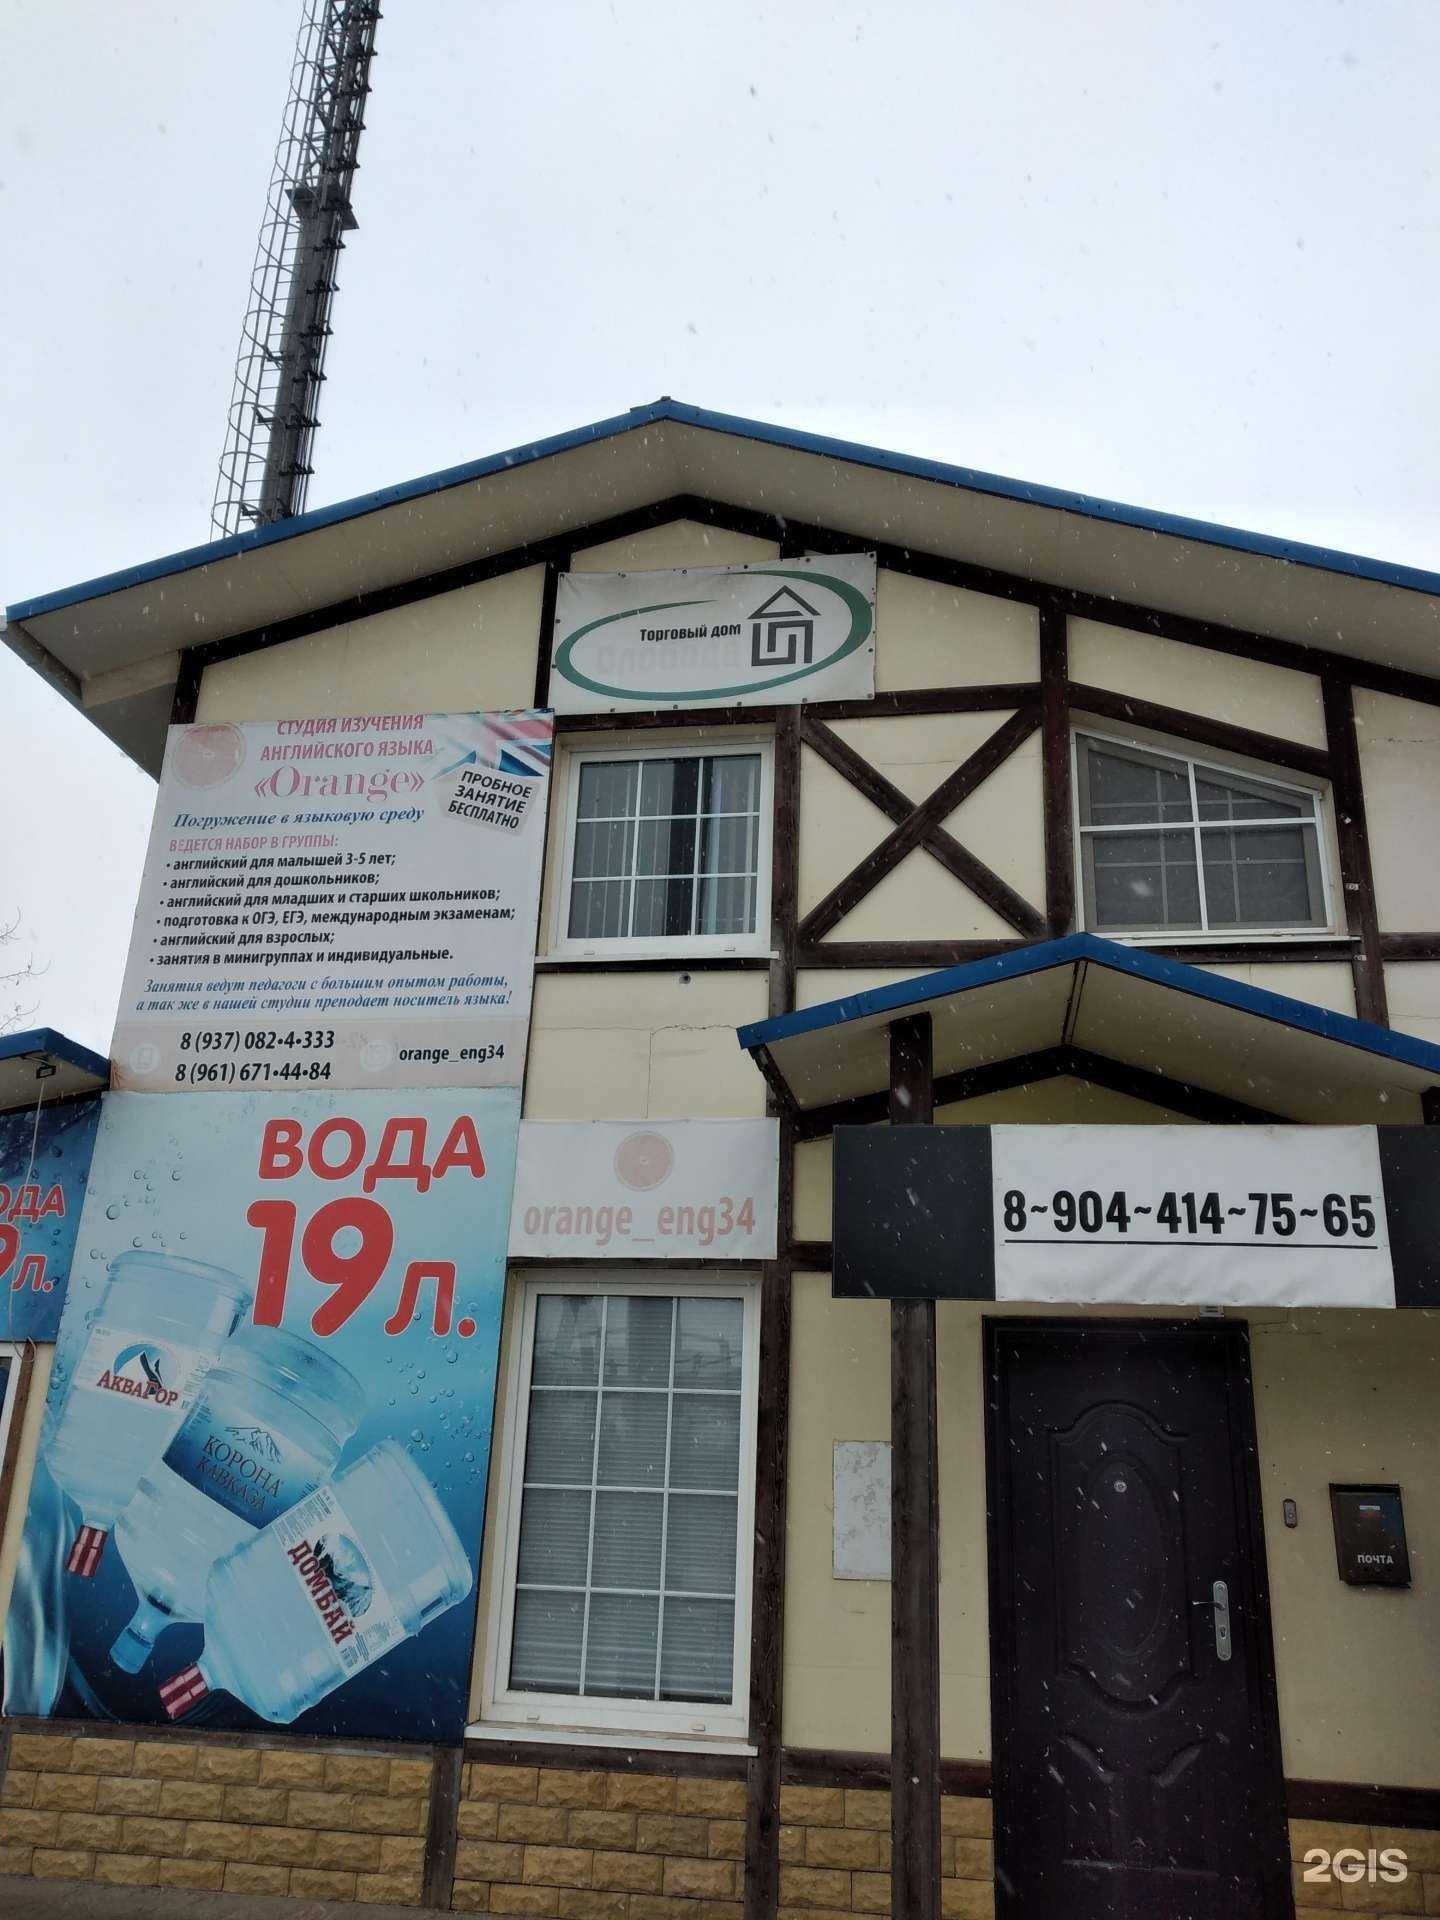 Торговый дом
СТУДИЯ ИЗУЧЕНИЯ
АНГЛИЙСКОГО ЯЗЫКА
«Orange»
ПРОБНОЕ
ЗАНЯТИЕ
БЕСПЛАТНО
Погружение в языковую среду
ВЕДЕТСЯ НАБОР В ГРУППЫ:
• английский для малышей 3-5 лет;
• английский для дошкольников;
• английский для младших и старших школьников;
• подготовка к ОГЭ, ЕГЭ, международным экзаменам;
• английский для взрослых;
• занятия в минигруппах и индивидуальные.
Занятия ведут педагоги с большим опытом работы,
а так же в нашей студии преподает носитель языка!
8 (937) 082•4•333
8 (961) 671•44•84
orange_eng34
ВОДА
19 л.
АКВАГОР
КОРОНА
КАВКАЗА
ДОМБАЙ
ОДА
9 л.
orange_eng34
8~904~414~75~65
ПОЧТА
2GIS